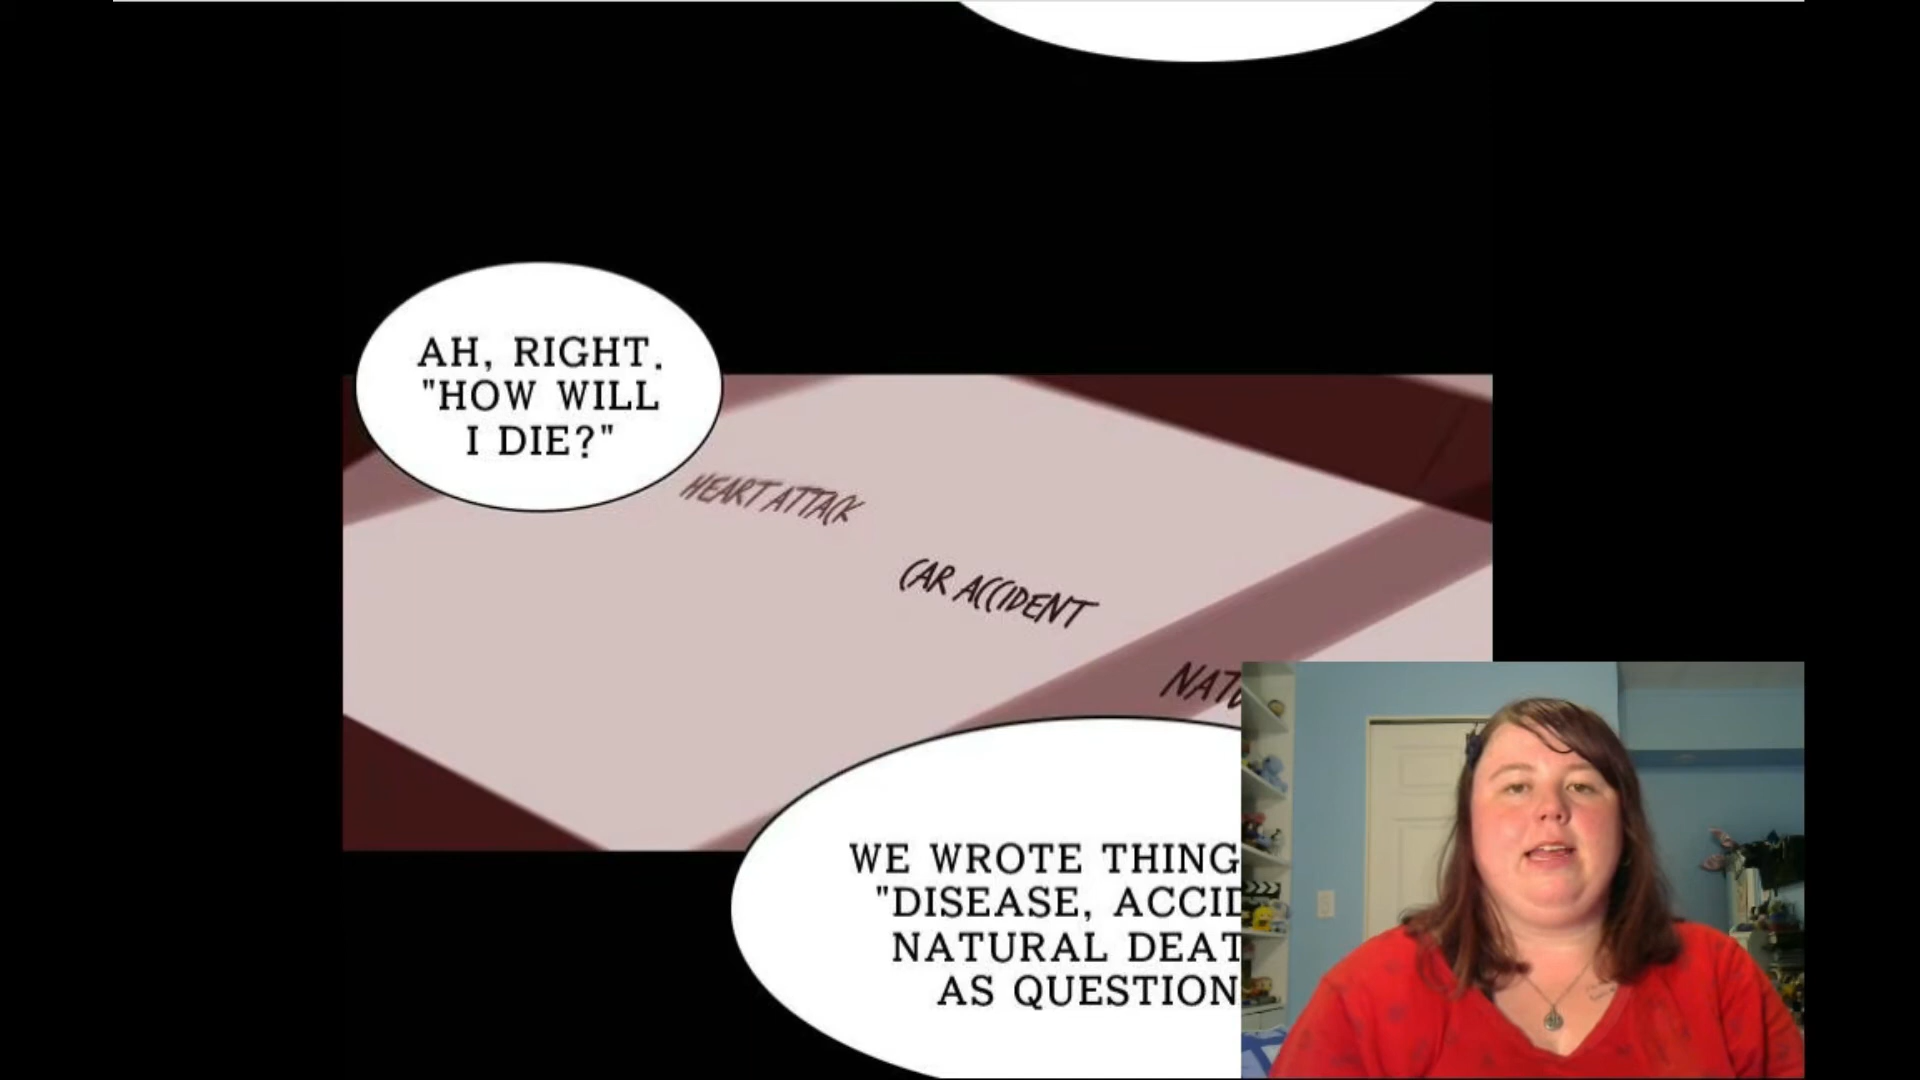 AH, RIGHT.
"HOW WILL
I DIE?"
HEART ATTACK
CAR ACCIDENT
WE WROTE THING
"DISEASE, ACCID
NATURAL DEAT
AS QUESTION